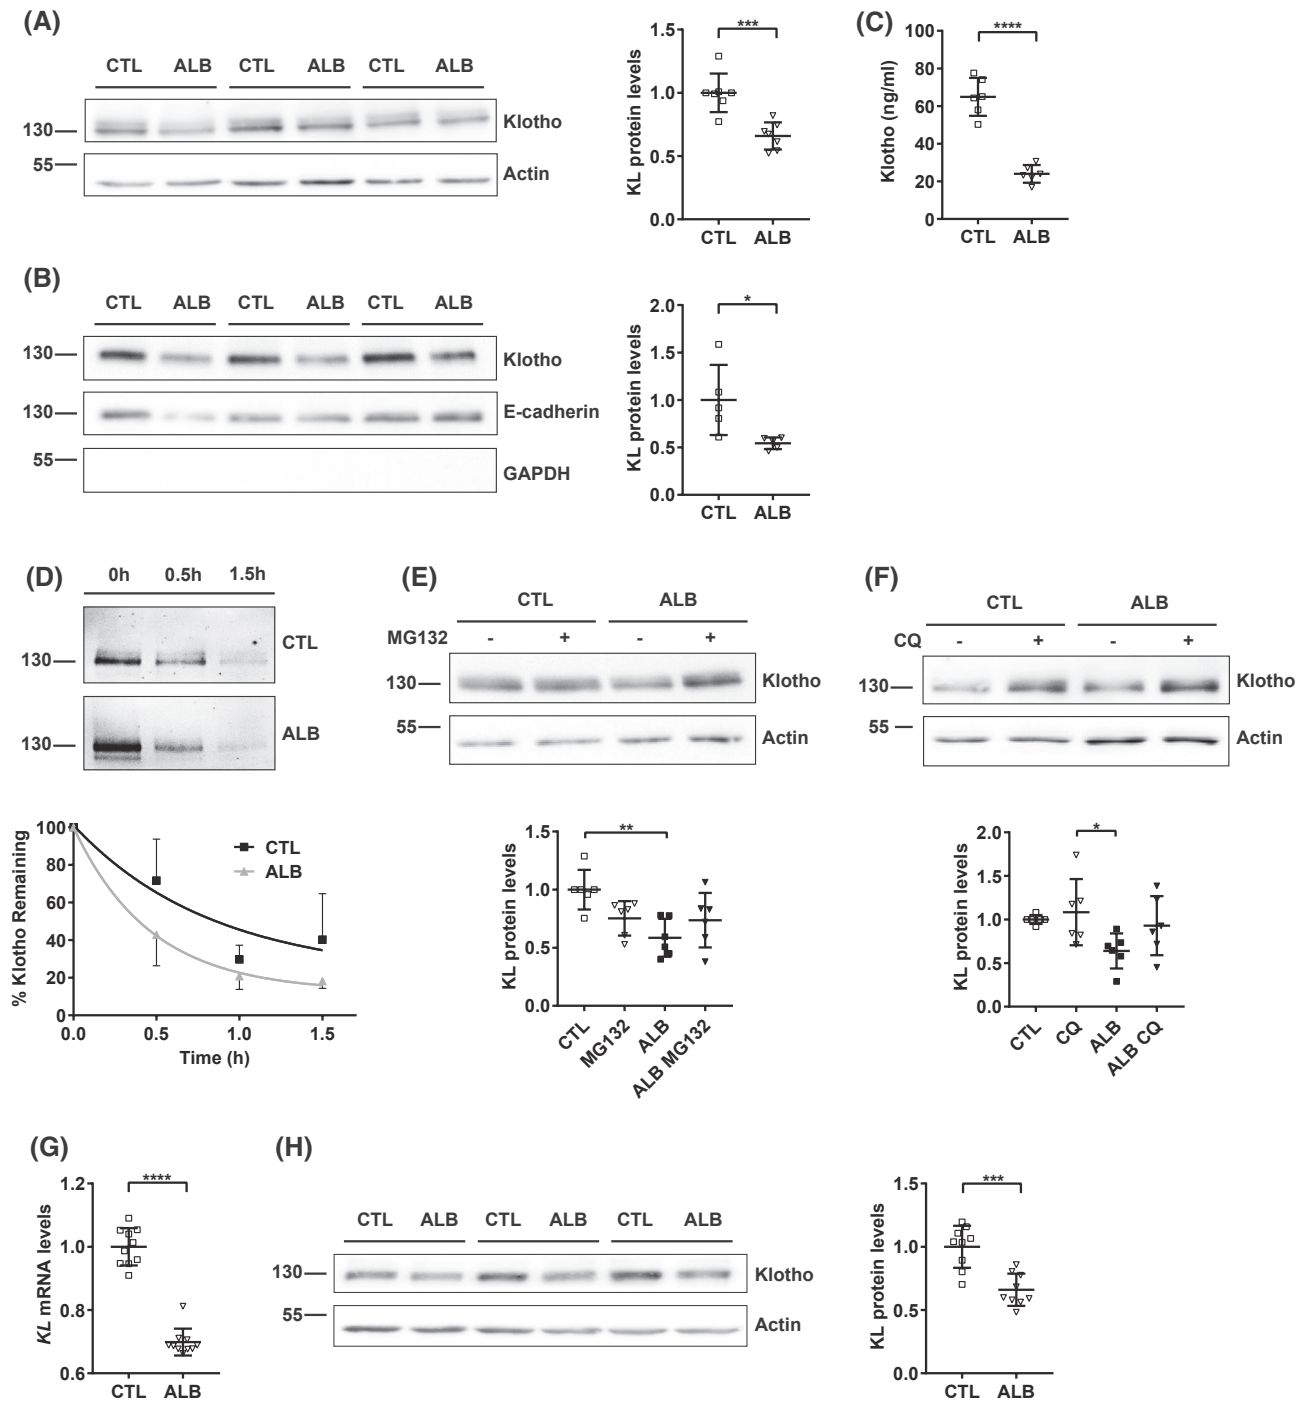 (A)
CTL ALB CTL ALB CTL ALB
130
Klotho
55
Actin
KL protein levels
1.5
1.0
0.5
0.0
***
CTL ALB
(C)
Klotho (ng/ml)
100
80
60
40
20
0
****
CTL ALB
(B)
CTL ALB CTL ALB CTL ALB
130
Klotho
130
E-cadherin
55
GAPDH
KL protein levels
2.0
1.5
1.0
0.5
0.0
*
CTL ALB
(D)
0h 0.5h 1.5h
130
CTL
130
ALB
% Klotho Remaining
100
80
60
40
20
0
CTL
ALB
0.0 0.5 1.0 1.5
Time (h)
(E)
CTL ALB
MG132 - + - +
130
Klotho
55
Actin
KL protein levels
1.5
1.0
0.5
0.0
**
CTL
MG132
ALB
ALB MG132
(F)
CTL ALB
CQ - + - +
130
Klotho
55
Actin
KL protein levels
2.0
1.5
1.0
0.5
0.0
*
CTL
CQ
ALB
ALB CQ
(G)
KL mRNA levels
1.2
1.0
0.8
0.6
****
CTL ALB
(H)
CTL ALB CTL ALB CTL ALB
130
Klotho
55
Actin
KL protein levels
1.5
1.0
0.5
0.0
***
CTL ALB